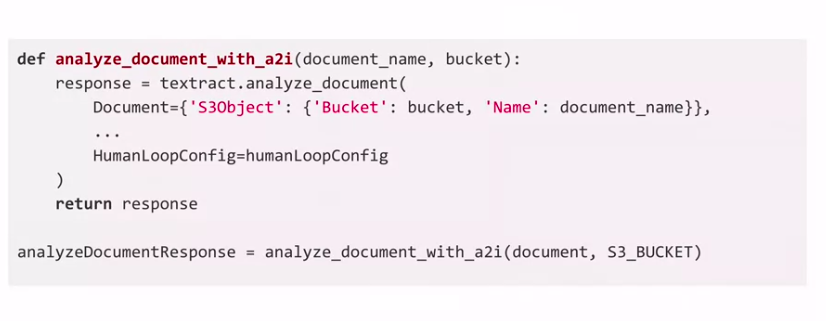 def analyze_document_with_a2i(document_name, bucket):
    response = textract.analyze_document(
        Document={'S3Object': {'Bucket': bucket, 'Name': document_name}},
        ...
        HumanLoopConfig=humanLoopConfig
    )
    return response

analyzeDocumentResponse = analyze_document_with_a2i(document, S3_BUCKET)